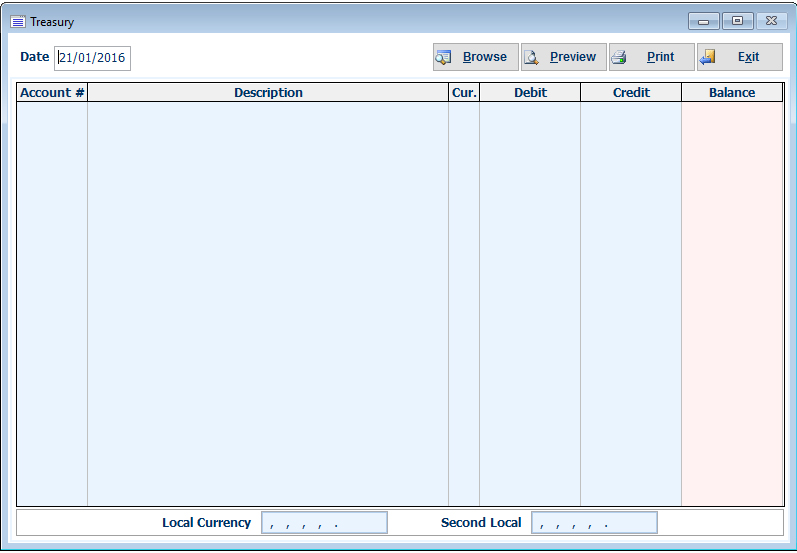 Treasury
Date 21/01/2016 Browse Preview Print Exit
Account # Description Cur. Debit Credit Balance
Local Currency , , , , . Second Local , , , , .